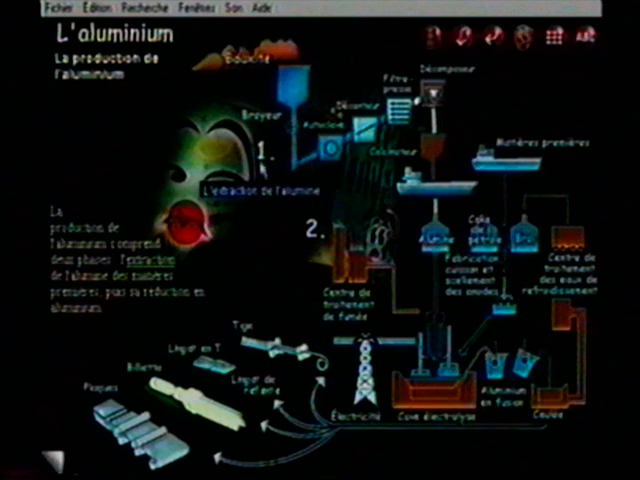 Fichier Édition Recherche Fenêtres Son Aide
L'aluminium
La production de
l'aluminium
Bauxite
Broyeur
Autoclave
Décanteur
Filtre-
presse
Décomposeur
Calcinateur
Matières premières
1.
L'extraction de l'alumine
2.
La
production de
l'aluminium comprend
deux phases : l'extraction
de l'alumine des matières
premières, puis sa réduction en
aluminium.
Alumine
Coke
de
pétrole
Brai
Fabrication
cuisson et
scellement
des anodes
Centre de
traitement
des eaux de
refroidissement
Centre de
traitement
de fumée
Tige
Lingot en T
Billette
Lingot de
refonte
Plaques
Électricité
Cuve électrolyse
Aluminium
en fusion
Coulée
ABC